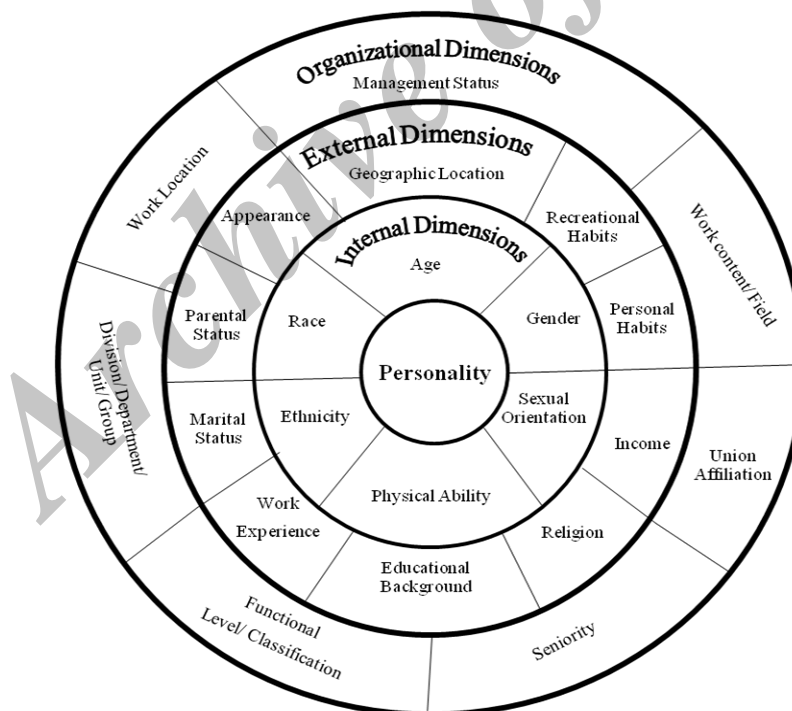 Organizational Dimensions
Management Status
Work Location
Work content/ Field
Division/ Department/
Unit/ Group
Union
Affiliation
Functional
Level/ Classification
Seniority
External Dimensions
Geographic Location
Appearance
Recreational
Habits
Parental
Status
Personal
Habits
Marital
Status
Income
Work
Experience
Religion
Educational
Background
Internal Dimensions
Age
Race
Gender
Ethnicity
Sexual
Orientation
Physical Ability
Personality
Archive of